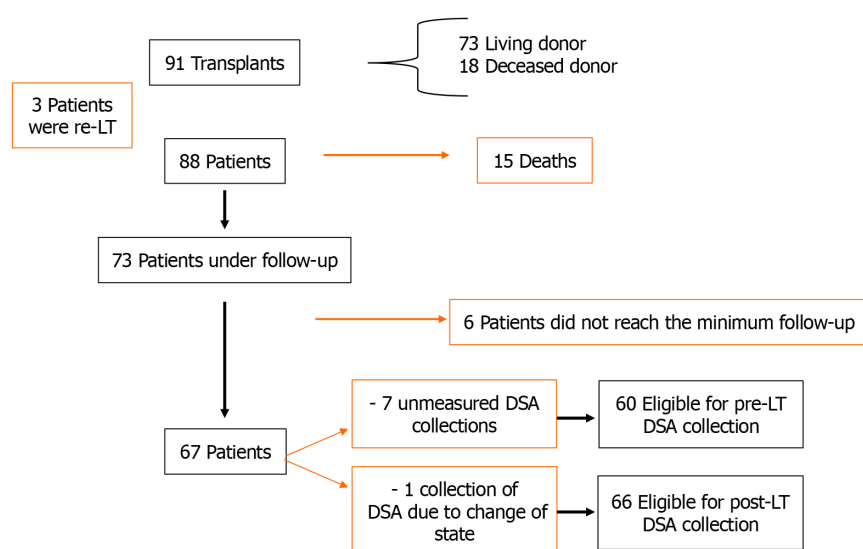 91 Transplants
73 Living donor
18 Deceased donor
3 Patients
were re-LT
88 Patients
15 Deaths
73 Patients under follow-up
6 Patients did not reach the minimum follow-up
67 Patients
- 7 unmeasured DSA
collections
60 Eligible for pre-LT
DSA collection
- 1 collection of
DSA due to change of
state
66 Eligible for post-LT
DSA collection